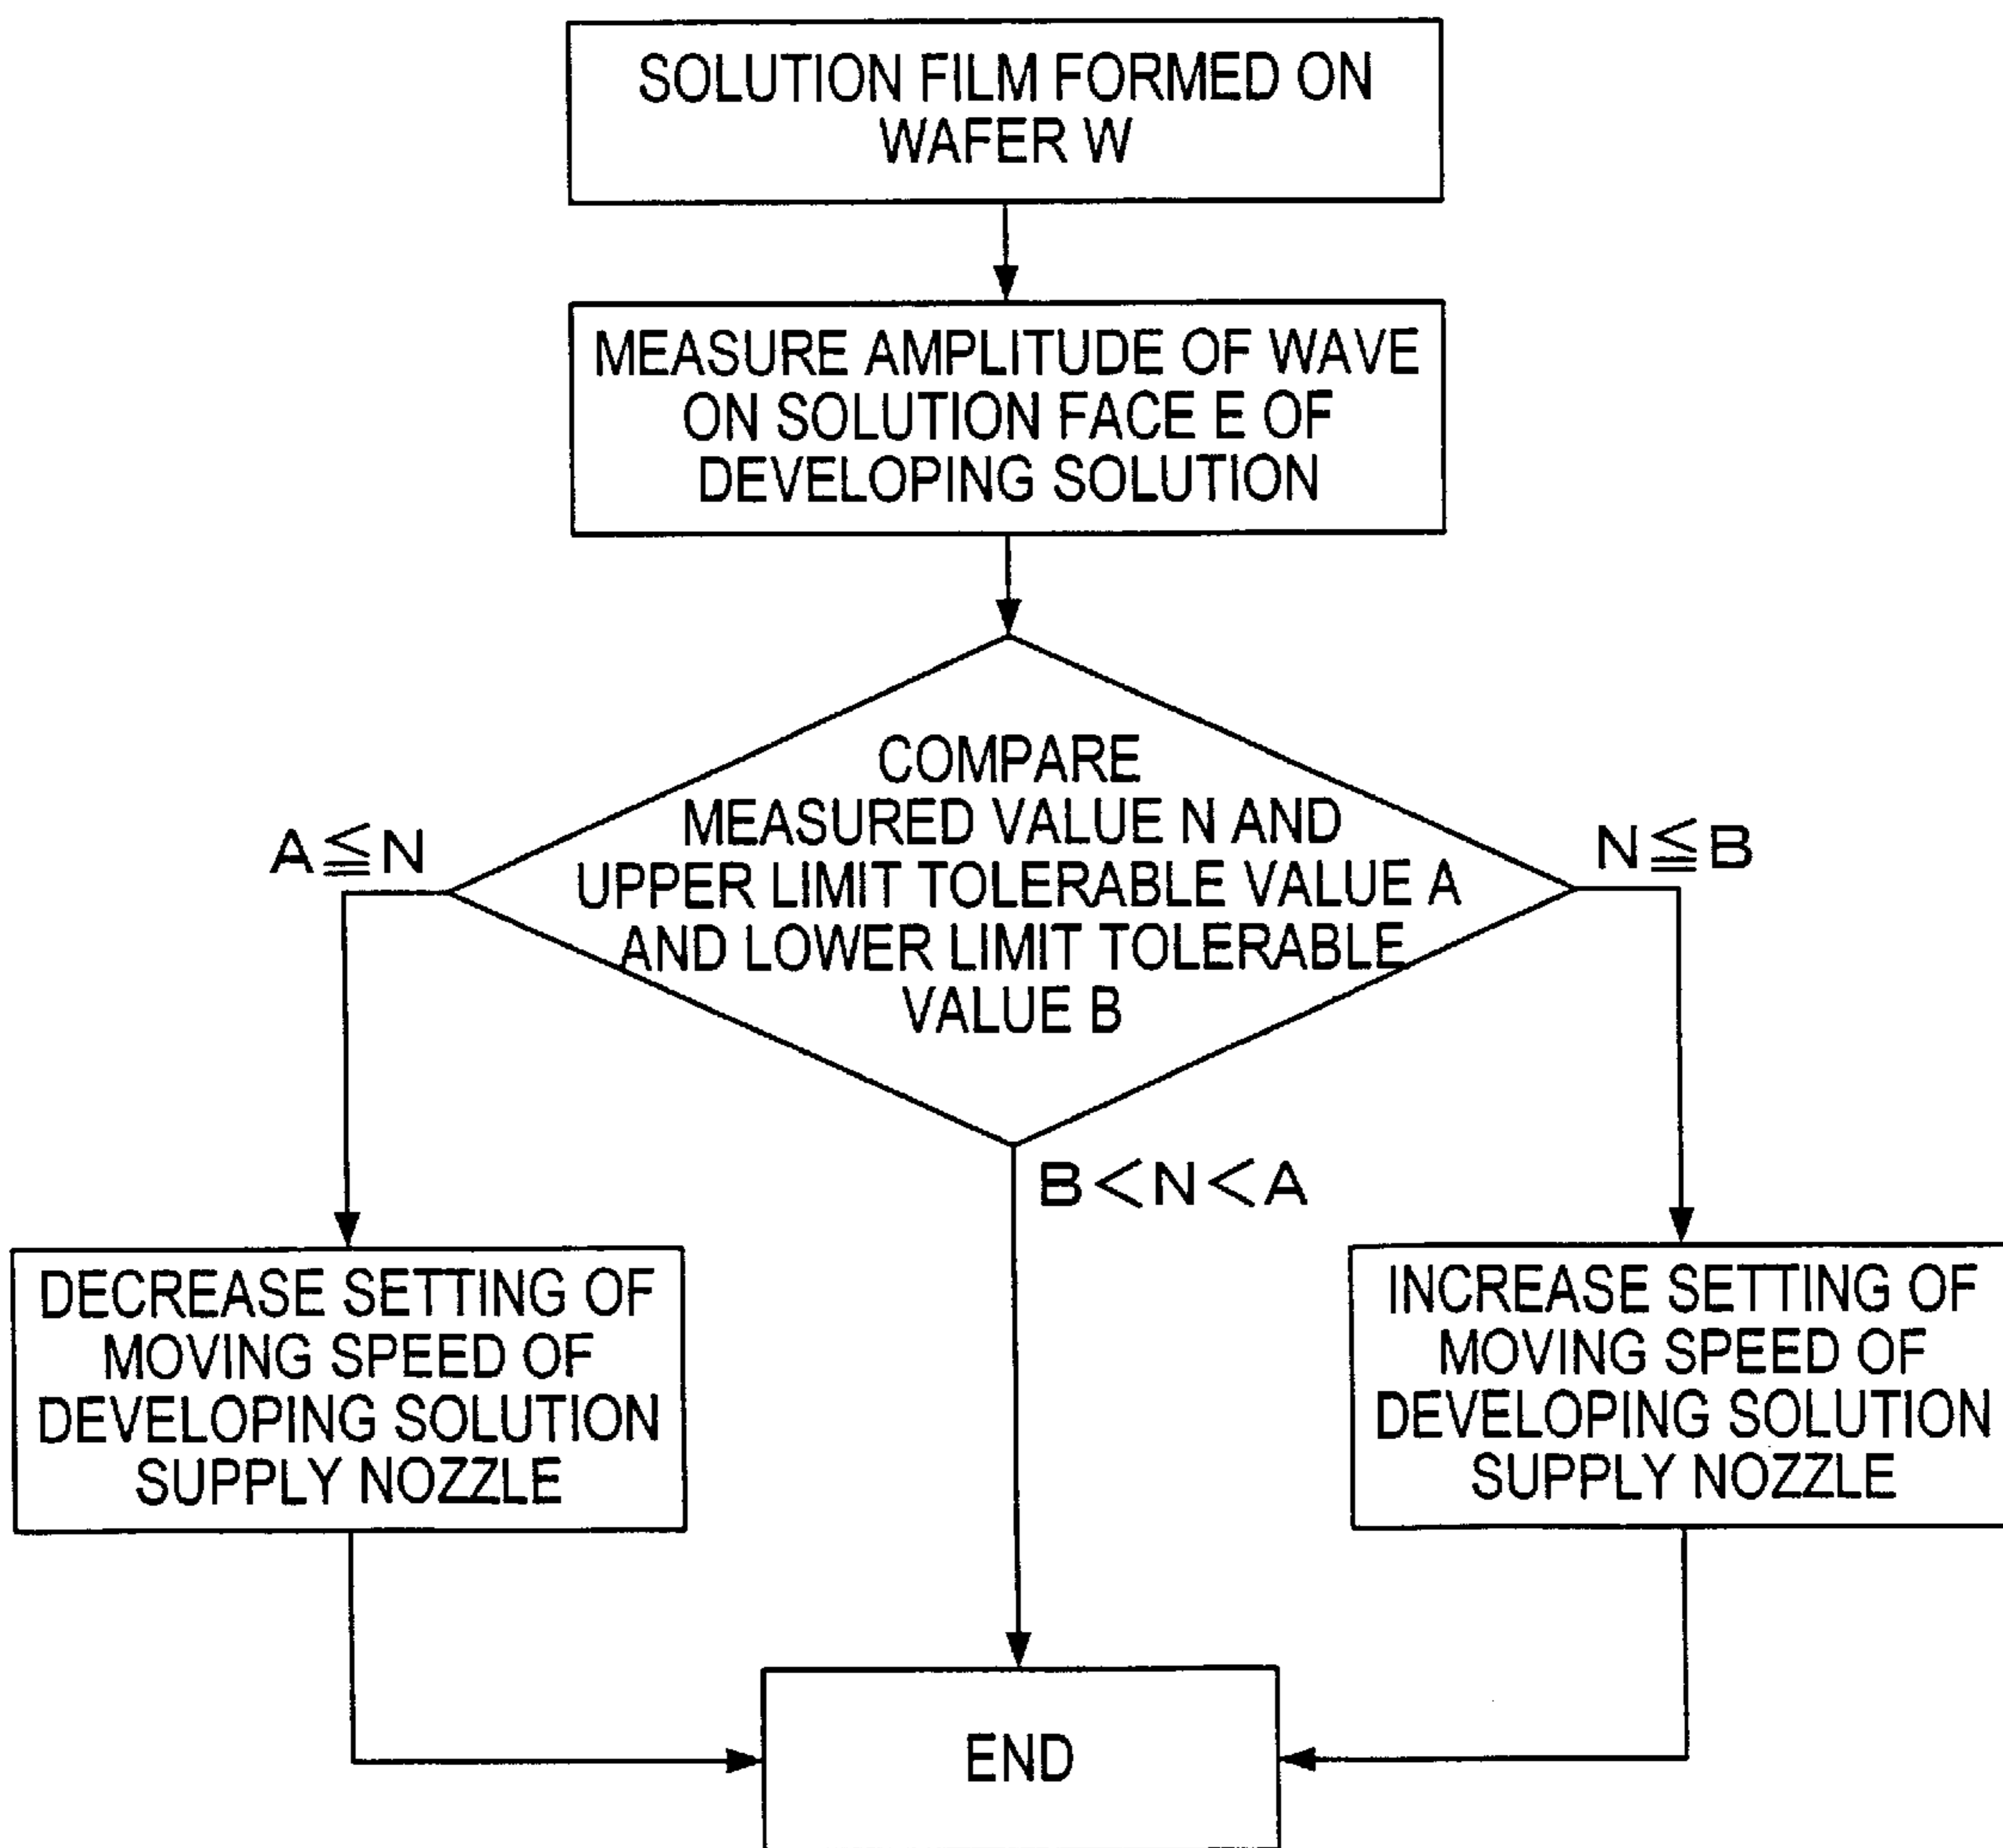 SOLUTION FILM FORMED ON
WAFER W
MEASURE AMPLITUDE OF WAVE
ON SOLUTION FACE E OF
DEVELOPING SOLUTION
COMPARE
MEASURED VALUE N AND
UPPER LIMIT TOLERABLE VALUE A
AND LOWER LIMIT TOLERABLE
VALUE B
A≦N
N≦B
B<N<A
DECREASE SETTING OF
MOVING SPEED OF
DEVELOPING SOLUTION
SUPPLY NOZZLE
INCREASE SETTING OF
MOVING SPEED OF
DEVELOPING SOLUTION
SUPPLY NOZZLE
END